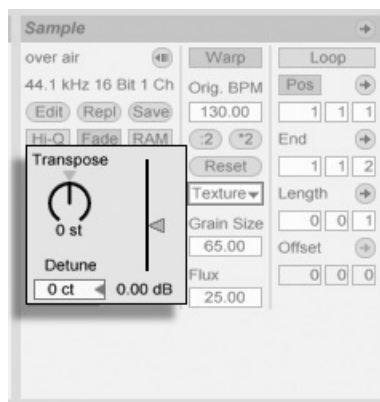 Sample
over air
44.1 kHz 16 Bit 1 Ch
Edit Repl Save
Hi-Q Fade RAM
Transpose
0 st
Detune
0 ct 0.00 dB
Warp
Orig. BPM
130.00
:2 *2
Reset
Texture
Grain Size
65.00
Flux
25.00
Loop
Pos
1 1 1
End
1 1 2
Length
0 0 1
Offset
0 0 0